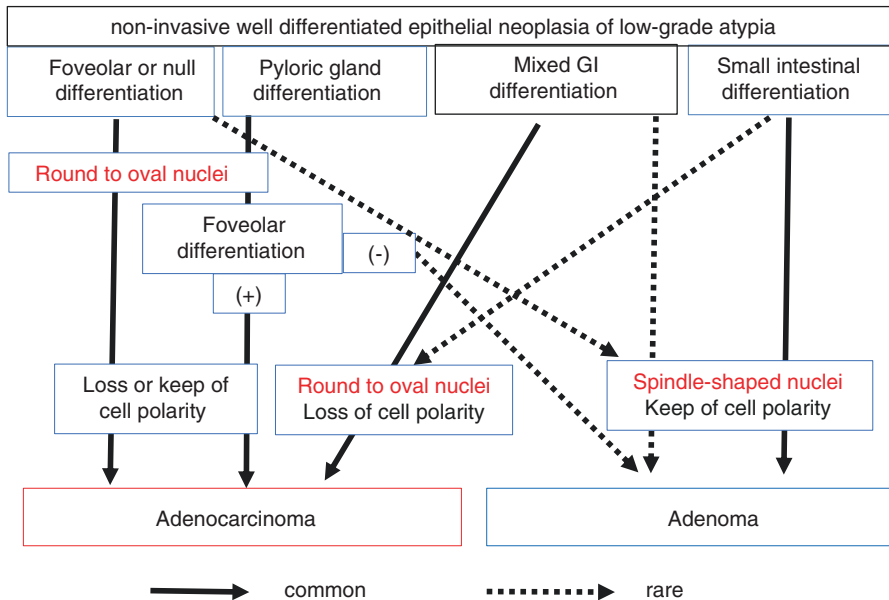 non-invasive well differentiated epithelial neoplasia of low-grade atypia
Foveolar or null
differentiation
Pyloric gland
differentiation
Mixed GI
differentiation
Small intestinal
differentiation
Round to oval nuclei
Foveolar
differentiation
(-)
(+)
Loss or keep of
cell polarity
Round to oval nuclei
Loss of cell polarity
Spindle-shaped nuclei
Keep of cell polarity
Adenocarcinoma
Adenoma
common
rare